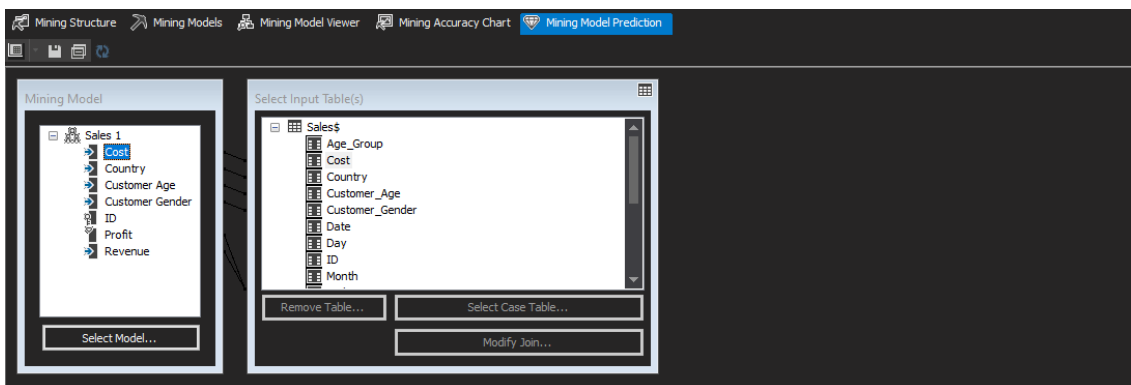 Mining Structure Mining Models Mining Model Viewer Mining Accuracy Chart Mining Model Prediction
Mining Model
Sales 1
Cost
Country
Customer Age
Customer Gender
ID
Profit
Revenue
Select Model...
Select Input Table(s)
Sales$
Age_Group
Cost
Country
Customer_Age
Customer_Gender
Date
Day
ID
Month
Remove Table... Select Case Table...
Modify Join...